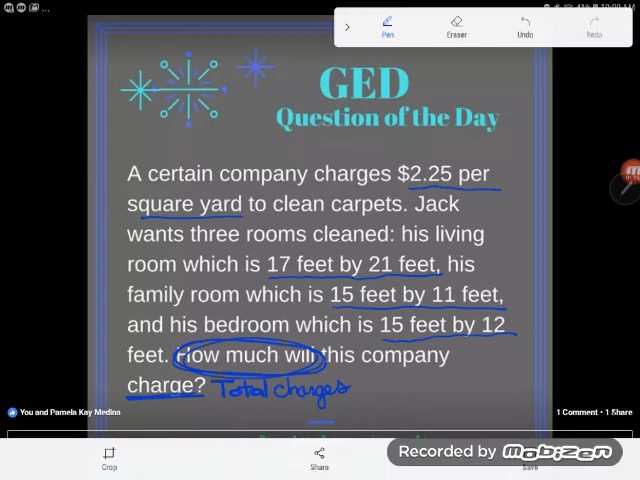 Pen
Eraser
Undo
Redo
GED
Question of the Day
A certain company charges $2.25 per
square yard to clean carpets. Jack
wants three rooms cleaned: his living
room which is 17 feet by 21 feet, his
family room which is 15 feet by 11 feet,
and his bedroom which is 15 feet by 12
feet. How much will this company
charge? Total charges
You and Pamela Kay Medina
1 Comment • 1 Share
Recorded by Mobizen
Crop
Share
Save